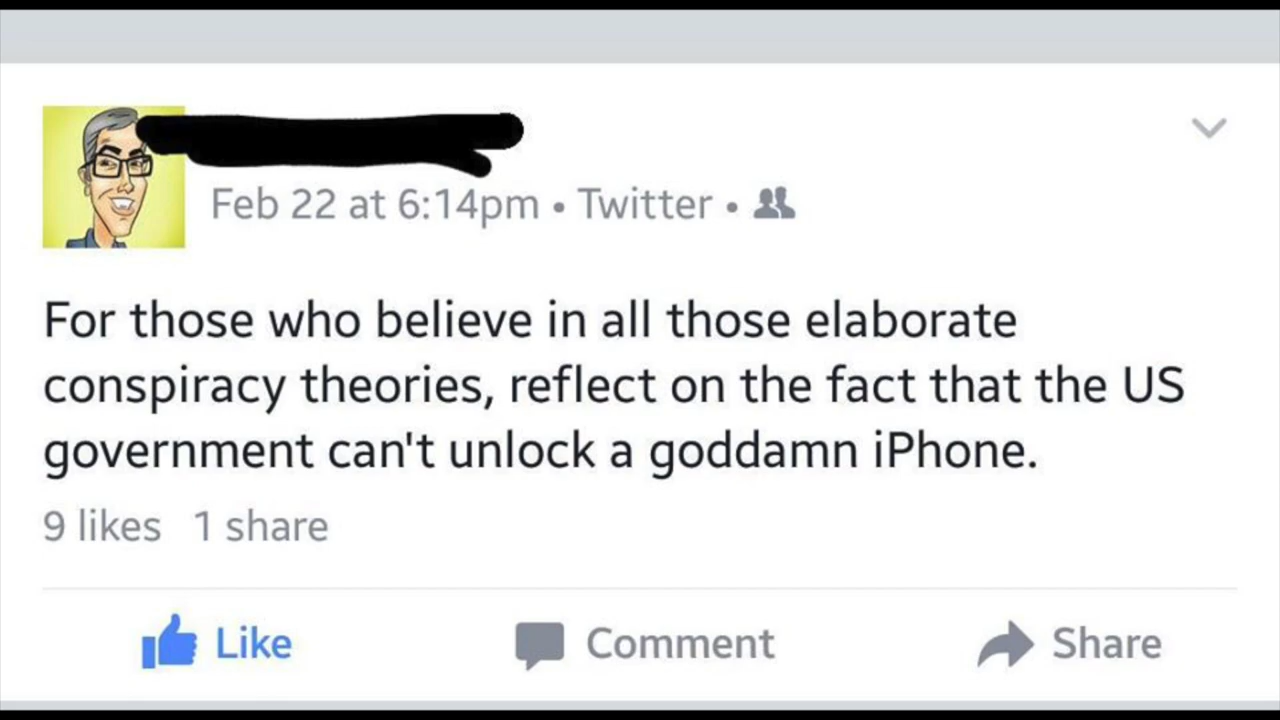 Feb 22 at 6:14pm • Twitter •
For those who believe in all those elaborate
conspiracy theories, reflect on the fact that the US
government can't unlock a goddamn iPhone.
9 likes 1 share
Like Comment Share